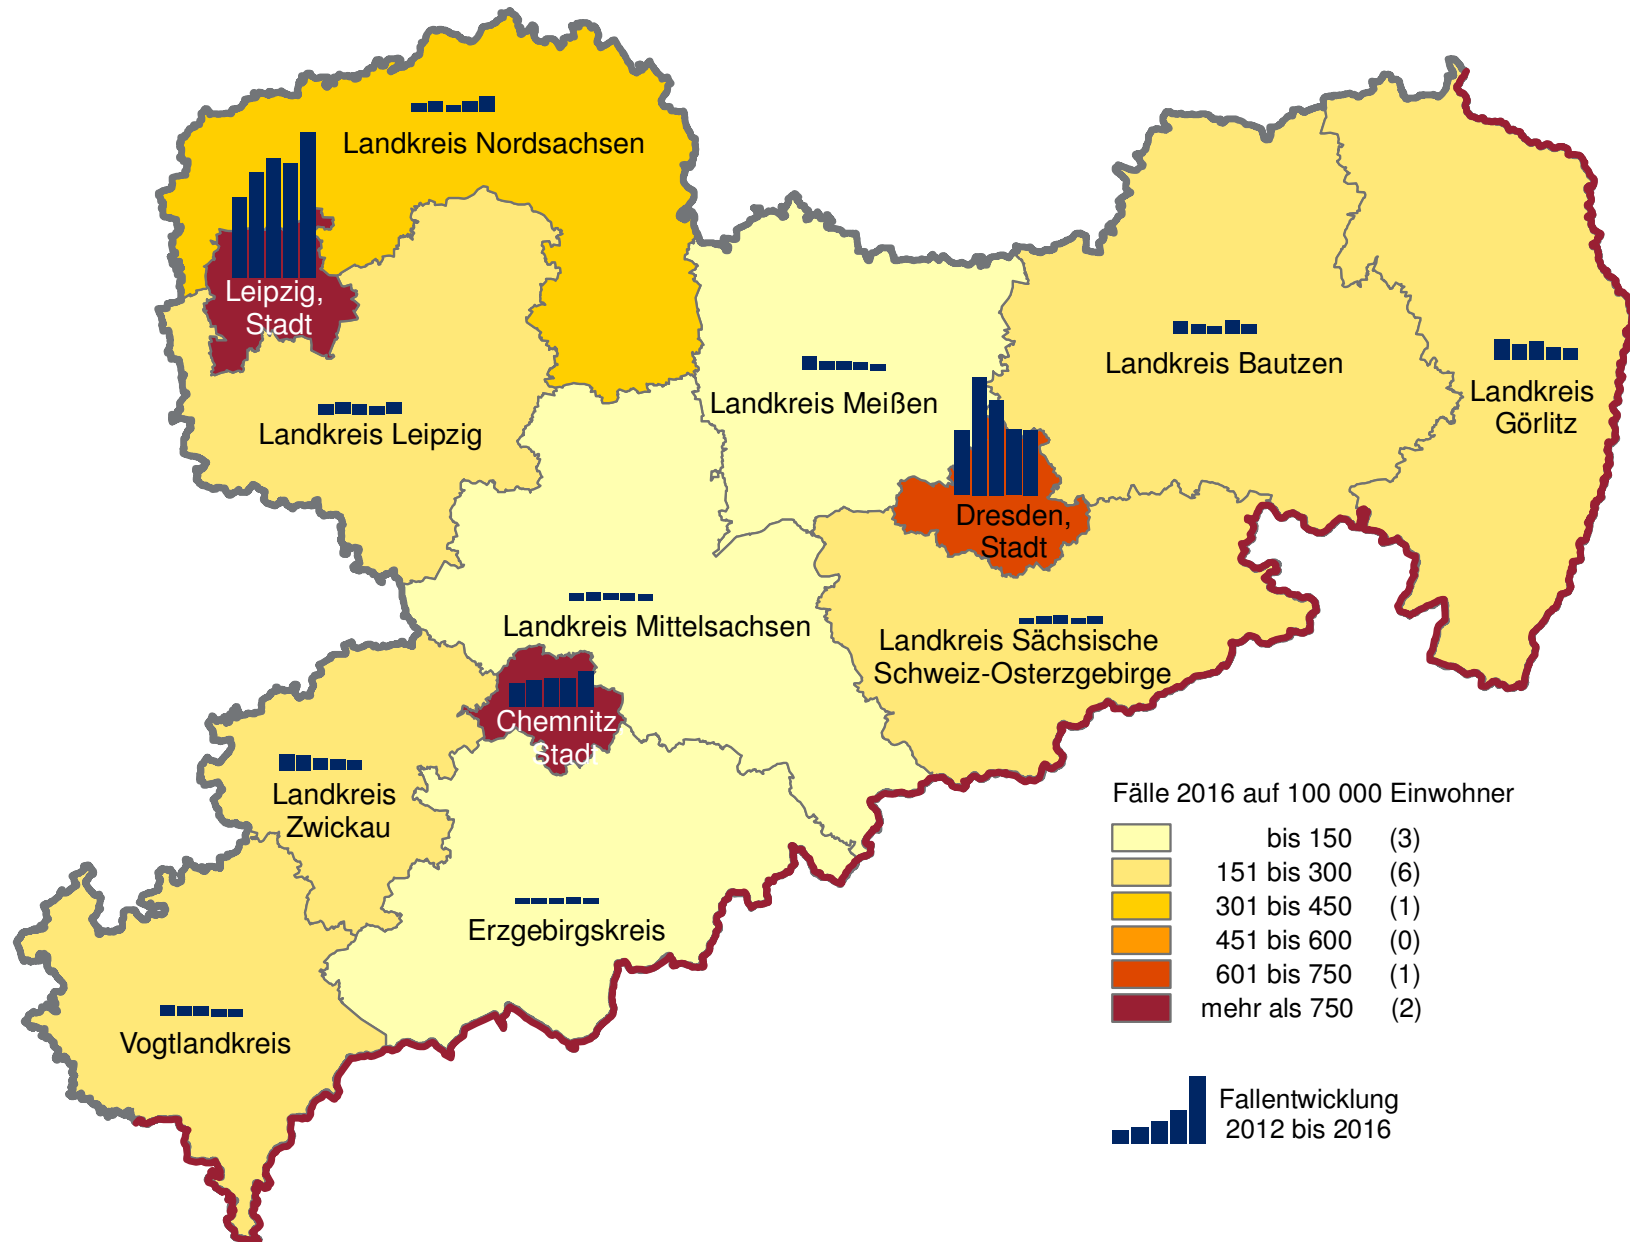 Landkreis Nordsachsen
Leipzig,
Stadt
Landkreis Leipzig
Landkreis Meißen
Landkreis Bautzen
Landkreis
Görlitz
Dresden,
Stadt
Landkreis Mittelsachsen
Landkreis Sächsische
Schweiz-Osterzgebirge
Chemnitz
Stadt
Landkreis
Zwickau
Erzgebirgskreis
Vogtlandkreis
Fälle 2016 auf 100 000 Einwohner
bis 150 (3)
151 bis 300 (6)
301 bis 450 (1)
451 bis 600 (0)
601 bis 750 (1)
mehr als 750 (2)
Fallentwicklung
2012 bis 2016